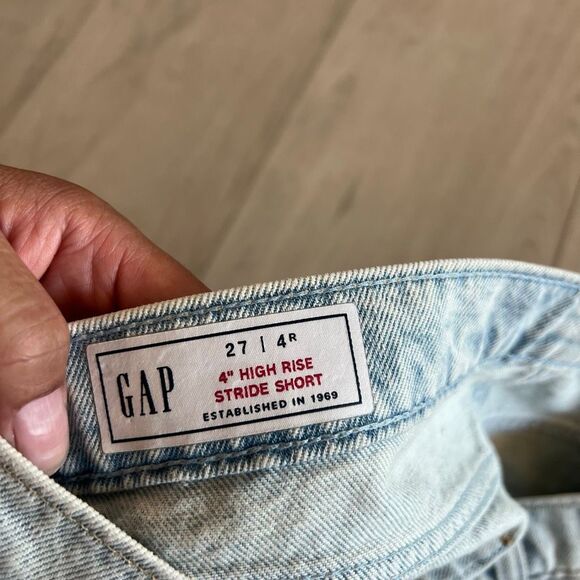 GAP
27 | 4R
4" HIGH RISE
STRIDE SHORT
ESTABLISHED IN 1969